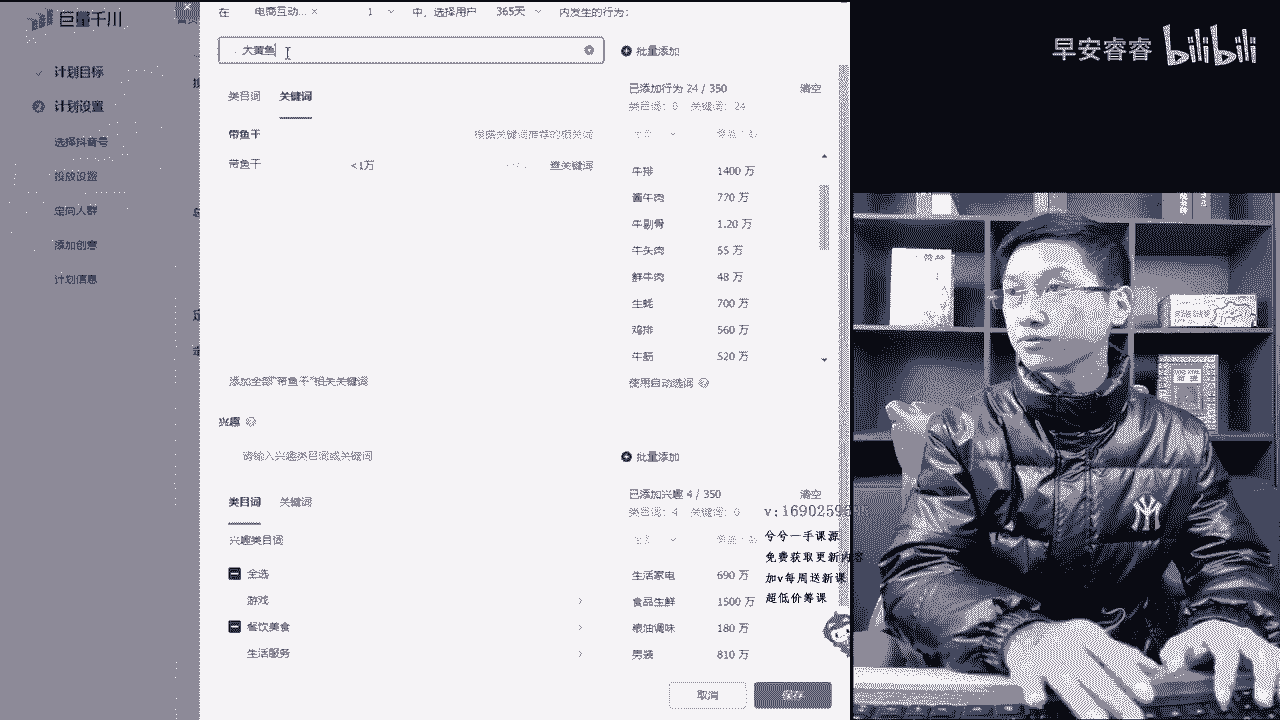 巨量千川
计划目标
计划设置
选择抖音号
投放设置
定向人群
添加创意
计划信息
在 电商互动... × 1 中，选择用户 365天 内发生的行为：
大黄鱼
批量添加
类目词 关键词
已添加行为 24 / 350 清空
类目词：0 关键词：24
带鱼干
根据关键词推荐的相关词
带鱼干 <1万 查关键词
牛排 1400 万
酱牛肉 770 万
牛剔骨 1.20 万
牛头肉 55 万
鲜牛肉 48 万
生蚝 700 万
鸡排 560 万
牛筋 520 万
添加全部"带鱼干"相关关键词
使用自动选词
兴趣
请输入兴趣类目词或关键词
批量添加
类目词 关键词
已添加兴趣 4 / 350 清空
类目词：4 关键词：0
兴趣类目词
全选
游戏
餐饮美食
生活服务
生活家电 690 万
食品生鲜 1500 万
粮油调味 180 万
男装 810 万
取消
保存
早安睿睿 bilibili
兮兮一手课源
免费获取更新内容
加v每周送新课
超低价筹课